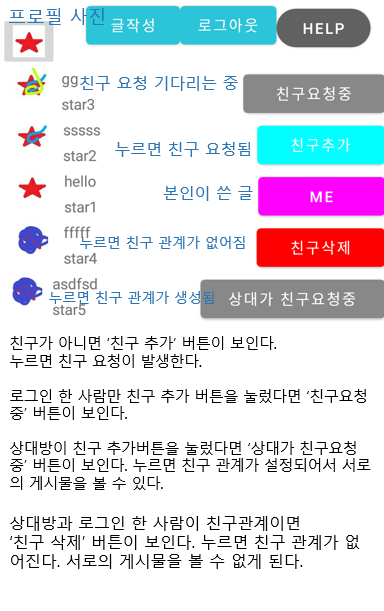 프로필 사진
글작성
로그아웃
HELP
gg
친구 요청 기다리는 중
친구요청중
star3
sssss
친구추가
누르면 친구 요청됨
star2
hello
본인이 쓴 글
ME
star1
fffff
누르면 친구 관계가 없어짐
친구삭제
star4
asdfsd
누르면 친구 관계가 생성됨
상대가 친구요청중
star5
친구가 아니면 ‘친구 추가’ 버튼이 보인다.
누르면 친구 요청이 발생한다.
로그인 한 사람만 친구 추가 버튼을 눌렀다면 ‘친구요청
중’ 버튼이 보인다.
상대방이 친구 추가버튼을 눌렀다면 ‘상대가 친구요청
중’ 버튼이 보인다. 누르면 친구 관계가 설정되어서 서로
의 게시물을 볼 수 있다.
상대방과 로그인 한 사람이 친구관계이면
‘친구 삭제’ 버튼이 보인다. 누르면 친구 관계가 없
어진다. 서로의 게시물을 볼 수 없게 된다.